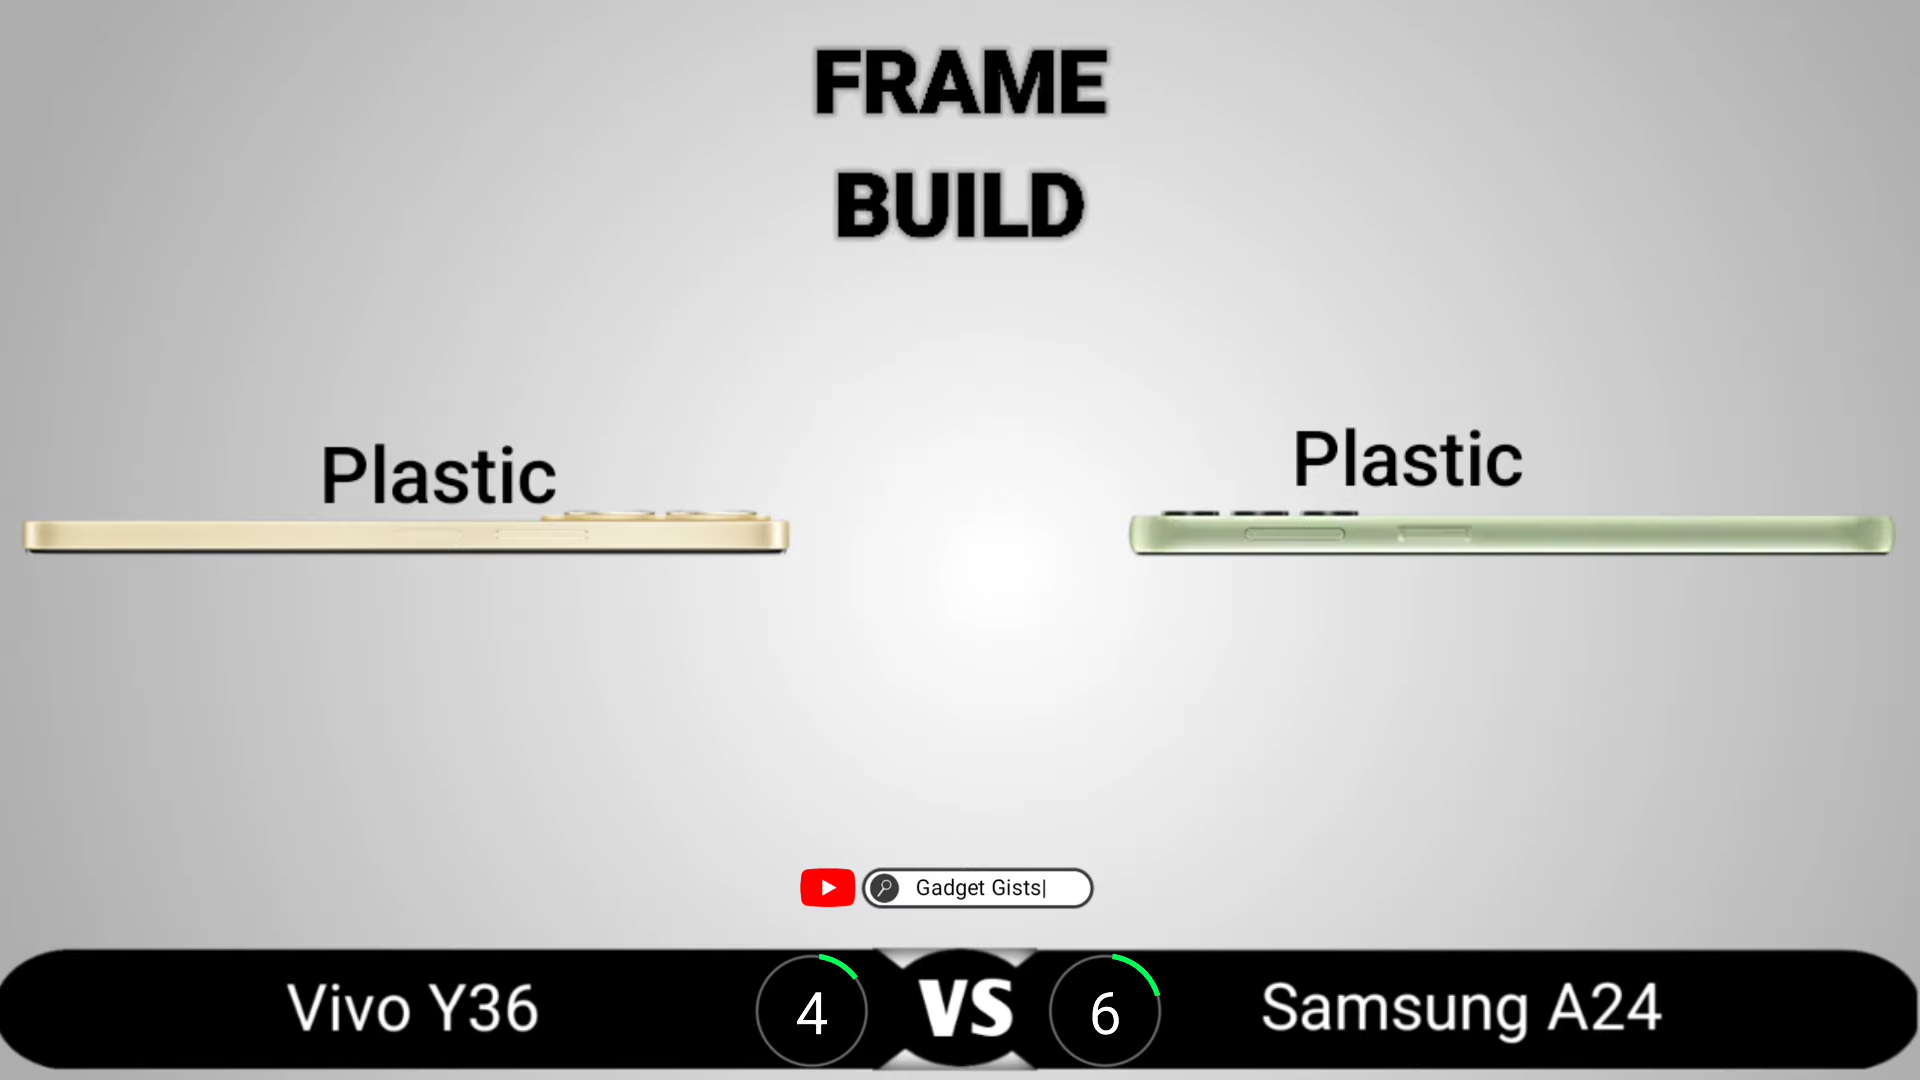 FRAME
BUILD
Plastic
Plastic
Gadget Gists|
Vivo Y36
4
VS
6
Samsung A24